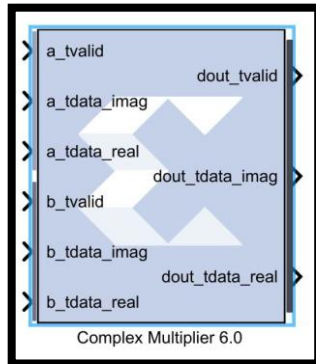 a_tvalid
dout_tvalid
a_tdata_imag
a_tdata_real
dout_tdata_imag
b_tvalid
b_tdata_imag
dout_tdata_real
b_tdata_real
Complex Multiplier 6.0